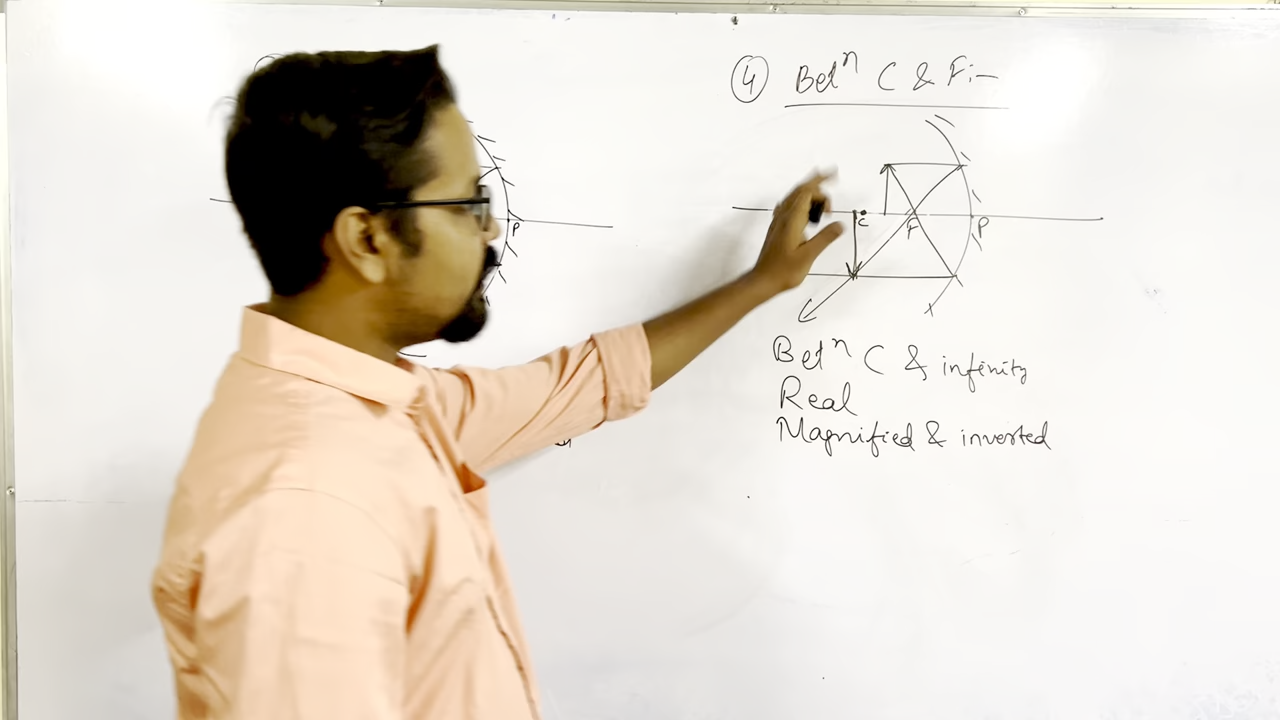 ④ Betⁿ C & F:-
P
C
F
P
Betⁿ C & infinity
Real
Magnified & inverted